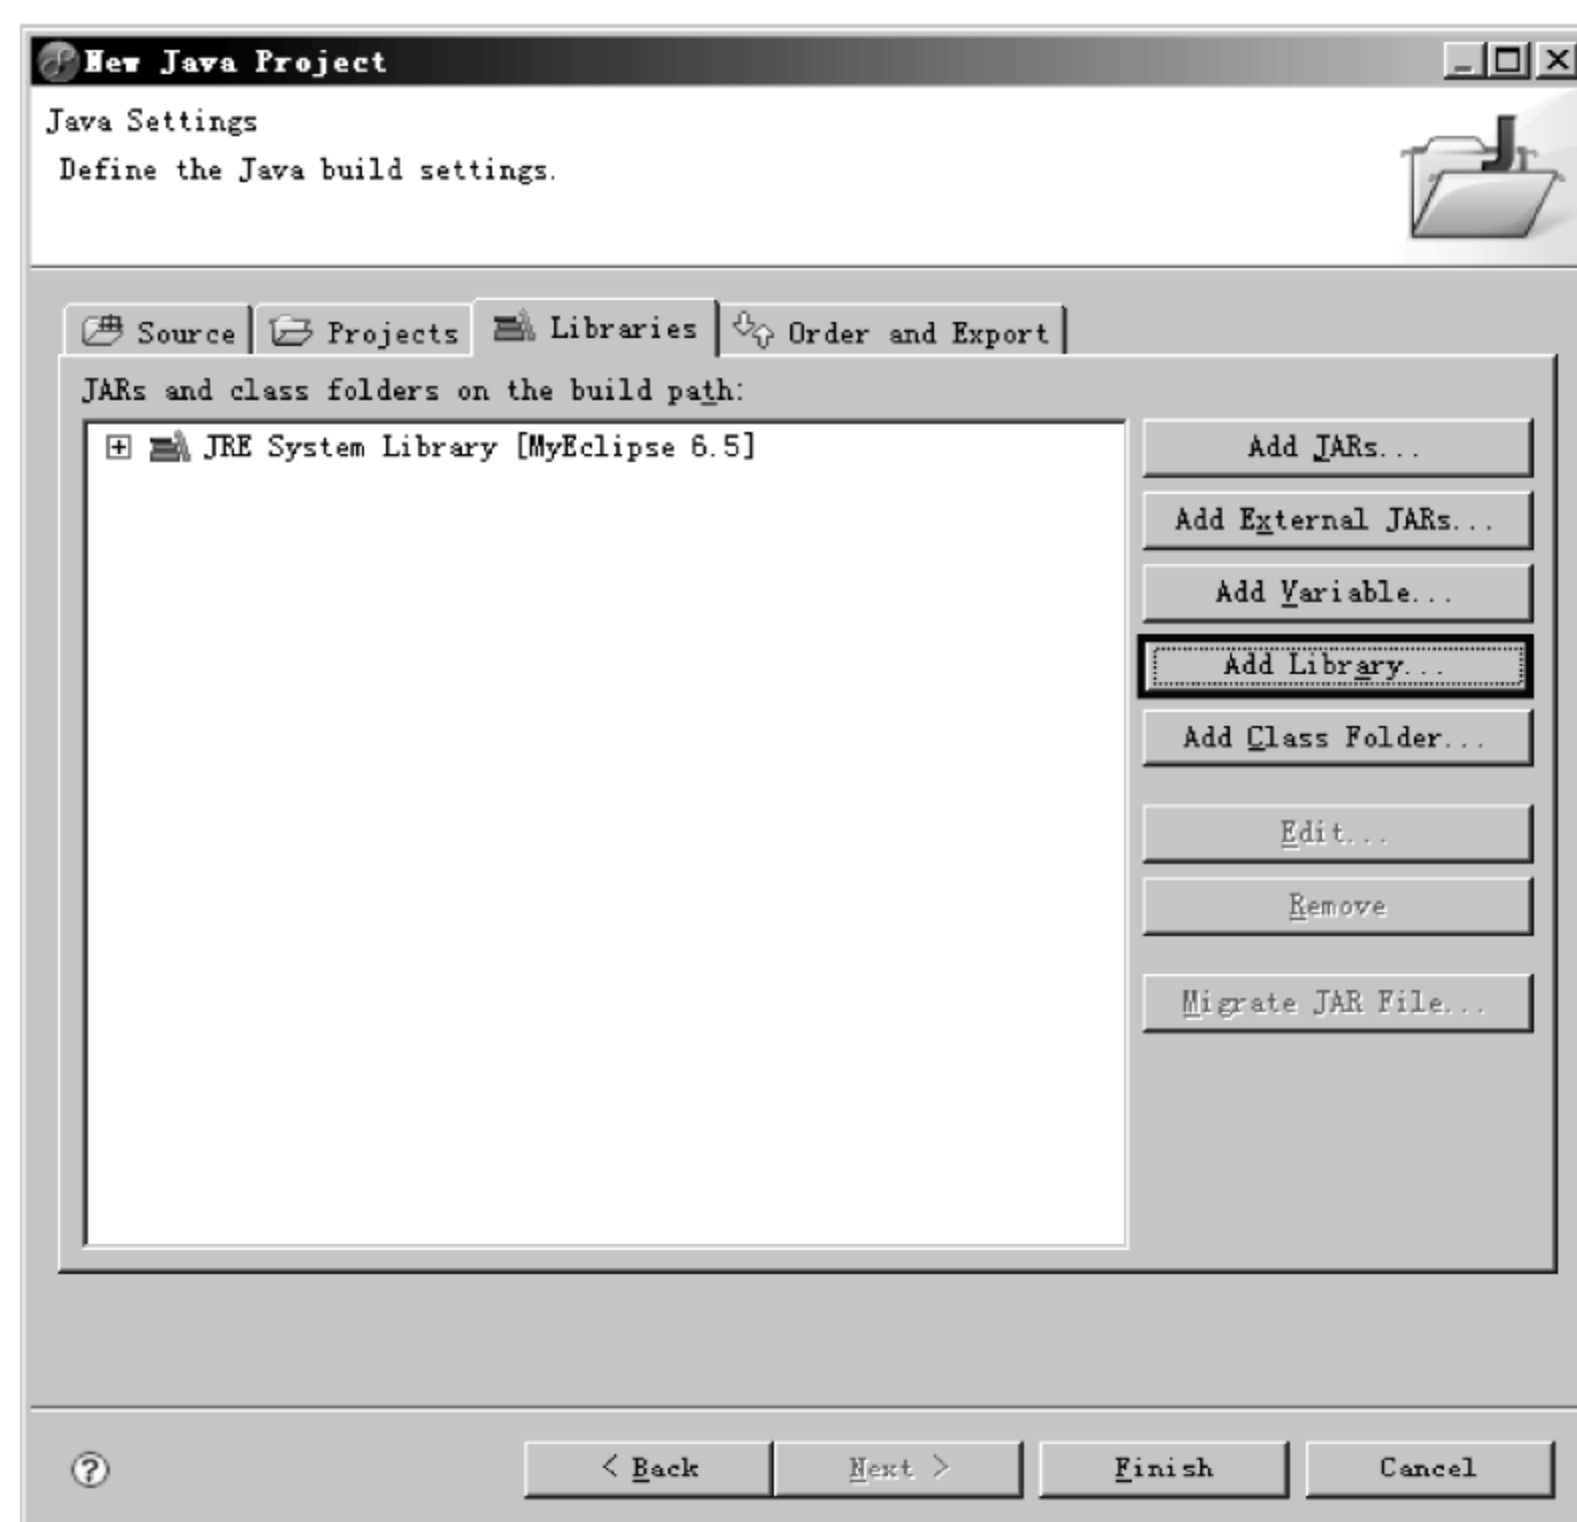 New Java Project
Java Settings
Define the Java build settings.
Source Projects Libraries Order and Export
JARs and class folders on the build path:
JRE System Library [MyEclipse 6.5]
Add JARs...
Add External JARs...
Add Variable...
Add Library...
Add Class Folder...
Edit...
Remove
Migrate JAR File...
? < Back Next > Finish Cancel